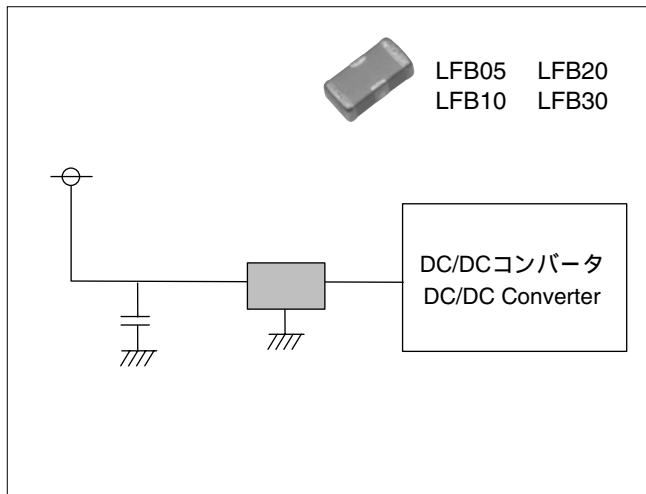 LFB05 LFB20
LFB10 LFB30
DC/DCコンバータ
DC/DC Converter